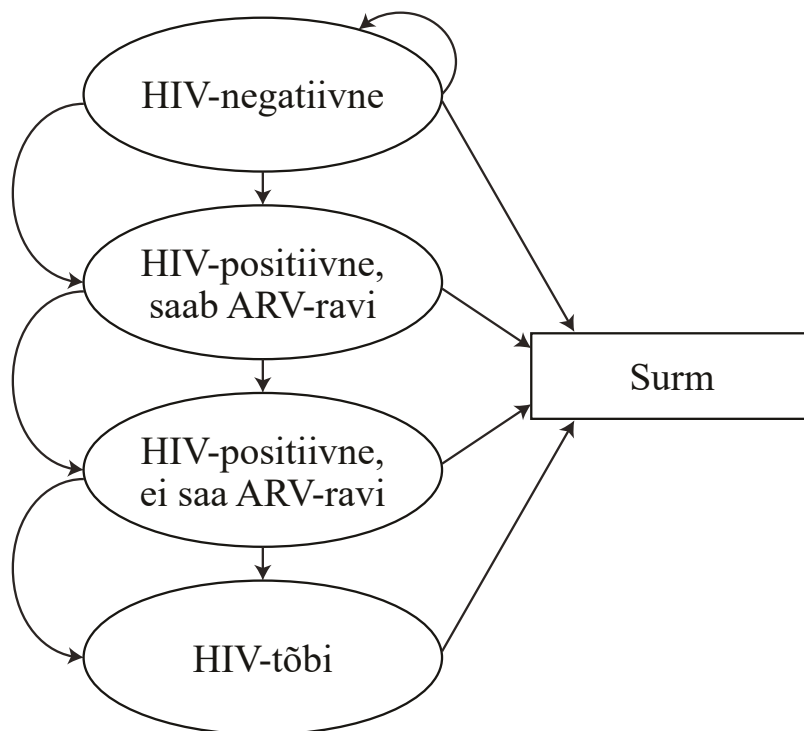 HIV-negatiivne
HIV-positiivne,
saab ARV-ravi
Surm
HIV-positiivne,
ei saa ARV-ravi
HIV-tõbi